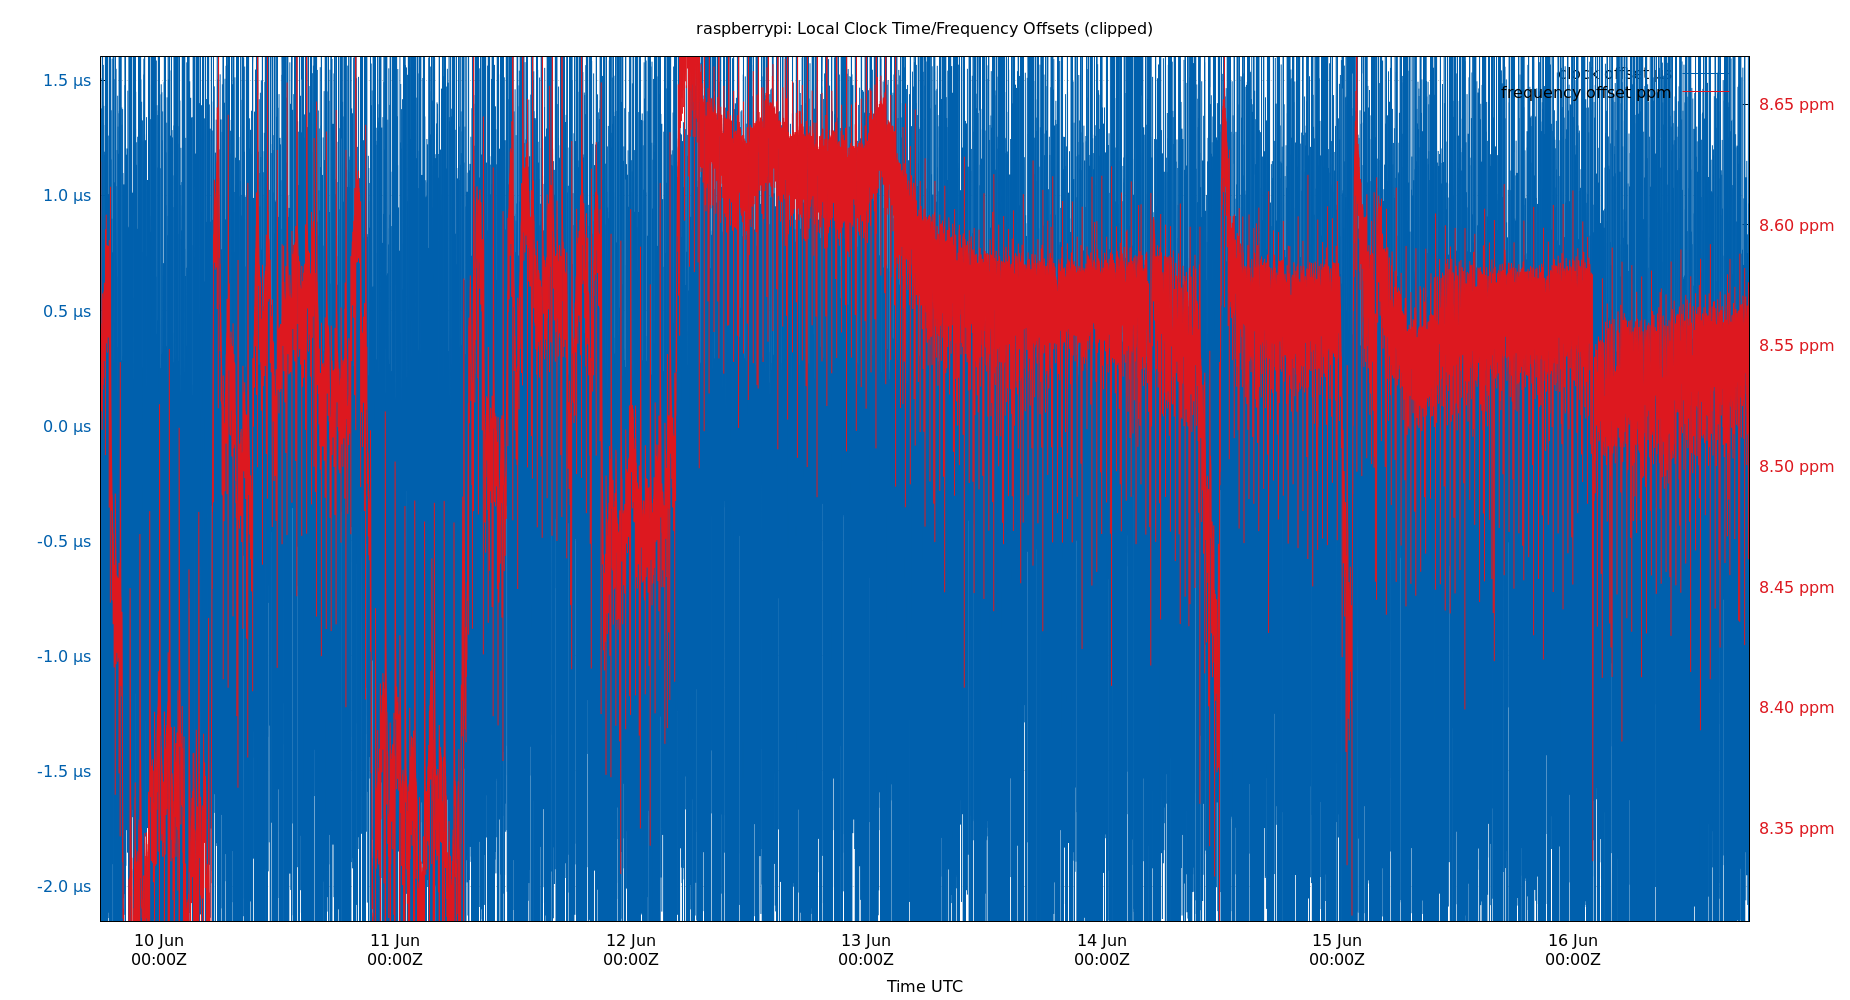 raspberrypi: Local Clock Time/Frequency Offsets (clipped)
clock offset µs
frequency offset ppm
1.5 µs
1.0 µs
0.5 µs
0.0 µs
-0.5 µs
-1.0 µs
-1.5 µs
-2.0 µs
8.65 ppm
8.60 ppm
8.55 ppm
8.50 ppm
8.45 ppm
8.40 ppm
8.35 ppm
10 Jun 11 Jun 12 Jun 13 Jun 14 Jun 15 Jun 16 Jun
00:00Z 00:00Z 00:00Z 00:00Z 00:00Z 00:00Z 00:00Z
Time UTC